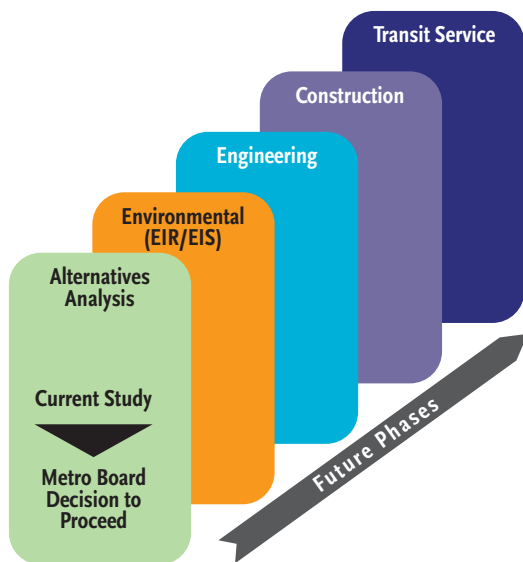 Transit Service
Construction
Engineering
Environmental
(EIR/EIS)
Alternatives
Analysis
Current Study
Metro Board
Decision to
Proceed
Future Phases